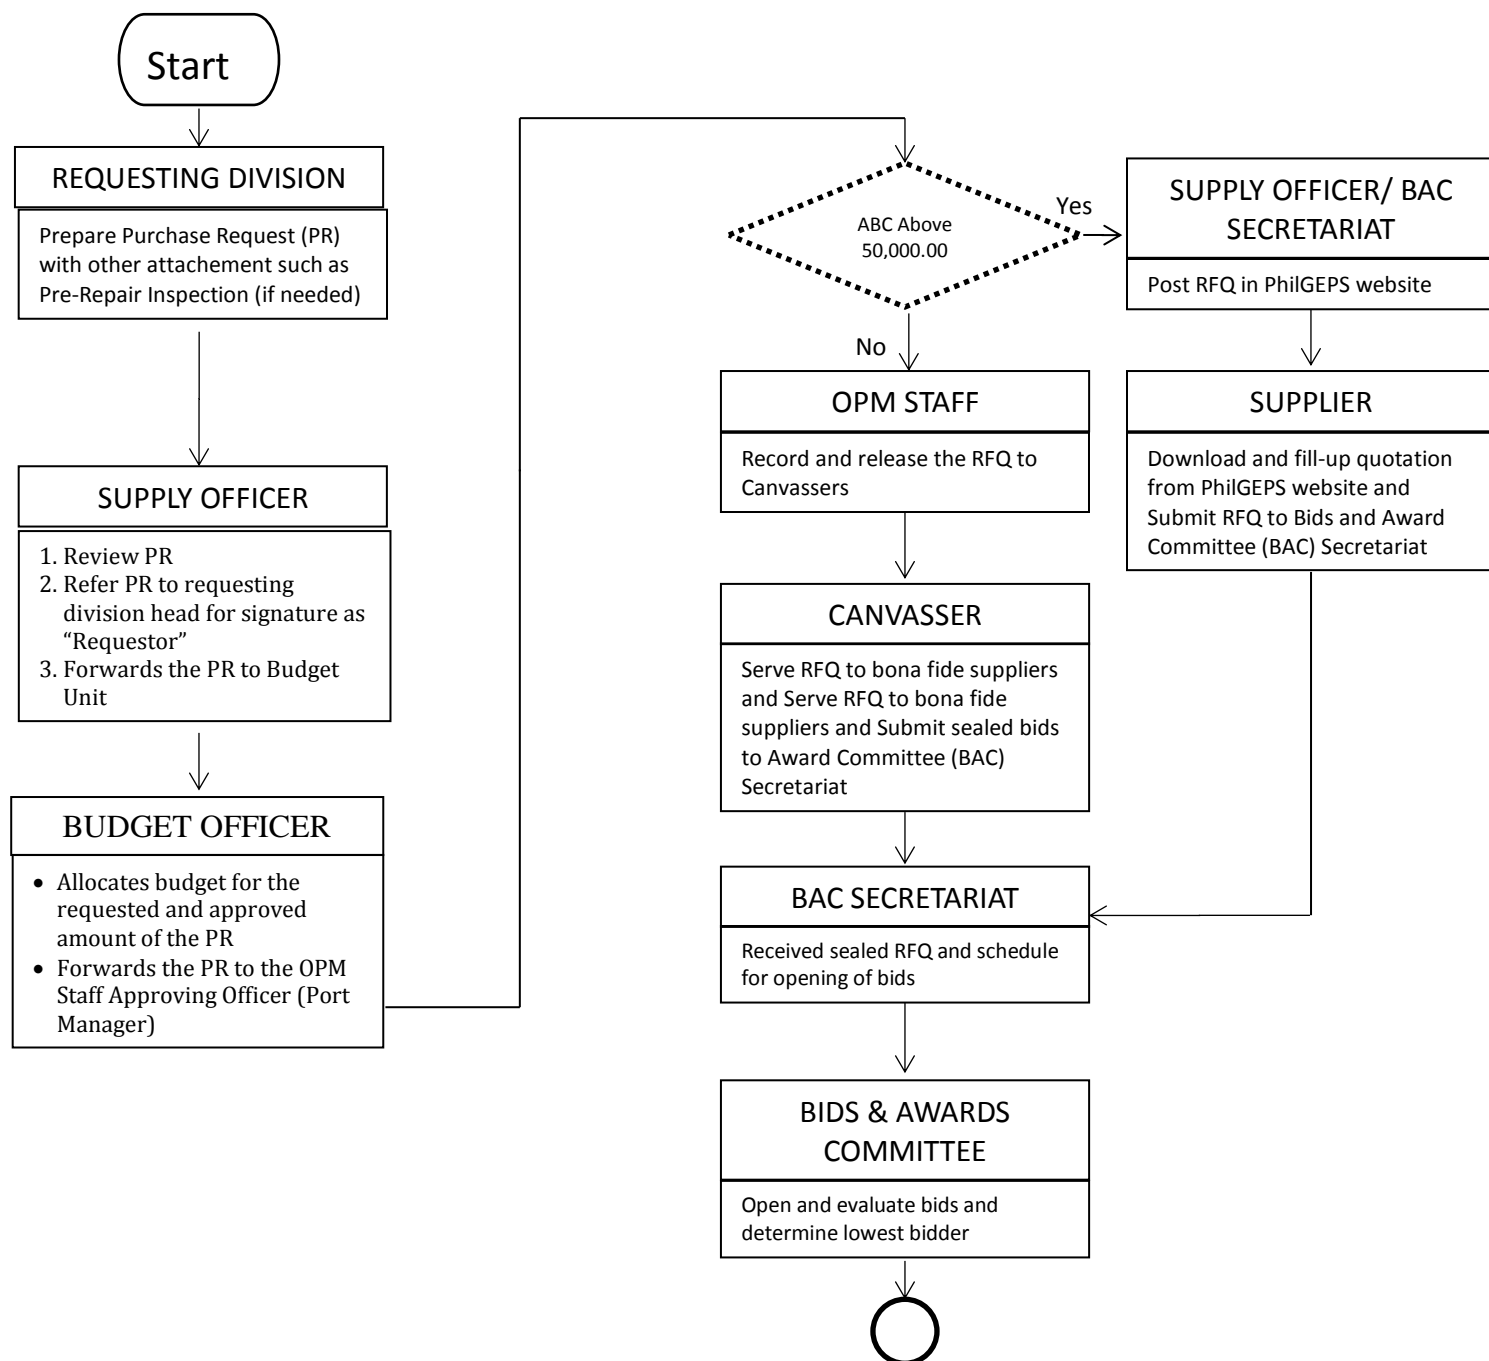 Start
REQUESTING DIVISION
Prepare Purchase Request (PR)
with other attachement such as
Pre-Repair Inspection (if needed)
SUPPLY OFFICER
1. Review PR
2. Refer PR to requesting
division head for signature as
“Requestor”
3. Forwards the PR to Budget
Unit
BUDGET OFFICER
• Allocates budget for the
requested and approved
amount of the PR
• Forwards the PR to the OPM
Staff Approving Officer (Port
Manager)
ABC Above
50,000.00
Yes
No
SUPPLY OFFICER/ BAC
SECRETARIAT
Post RFQ in PhilGEPS website
SUPPLIER
Download and fill-up quotation
from PhilGEPS website and
Submit RFQ to Bids and Award
Committee (BAC) Secretariat
OPM STAFF
Record and release the RFQ to
Canvassers
CANVASSER
Serve RFQ to bona fide suppliers
and Serve RFQ to bona fide
suppliers and Submit sealed bids
to Award Committee (BAC)
Secretariat
BAC SECRETARIAT
Received sealed RFQ and schedule
for opening of bids
BIDS & AWARDS
COMMITTEE
Open and evaluate bids and
determine lowest bidder